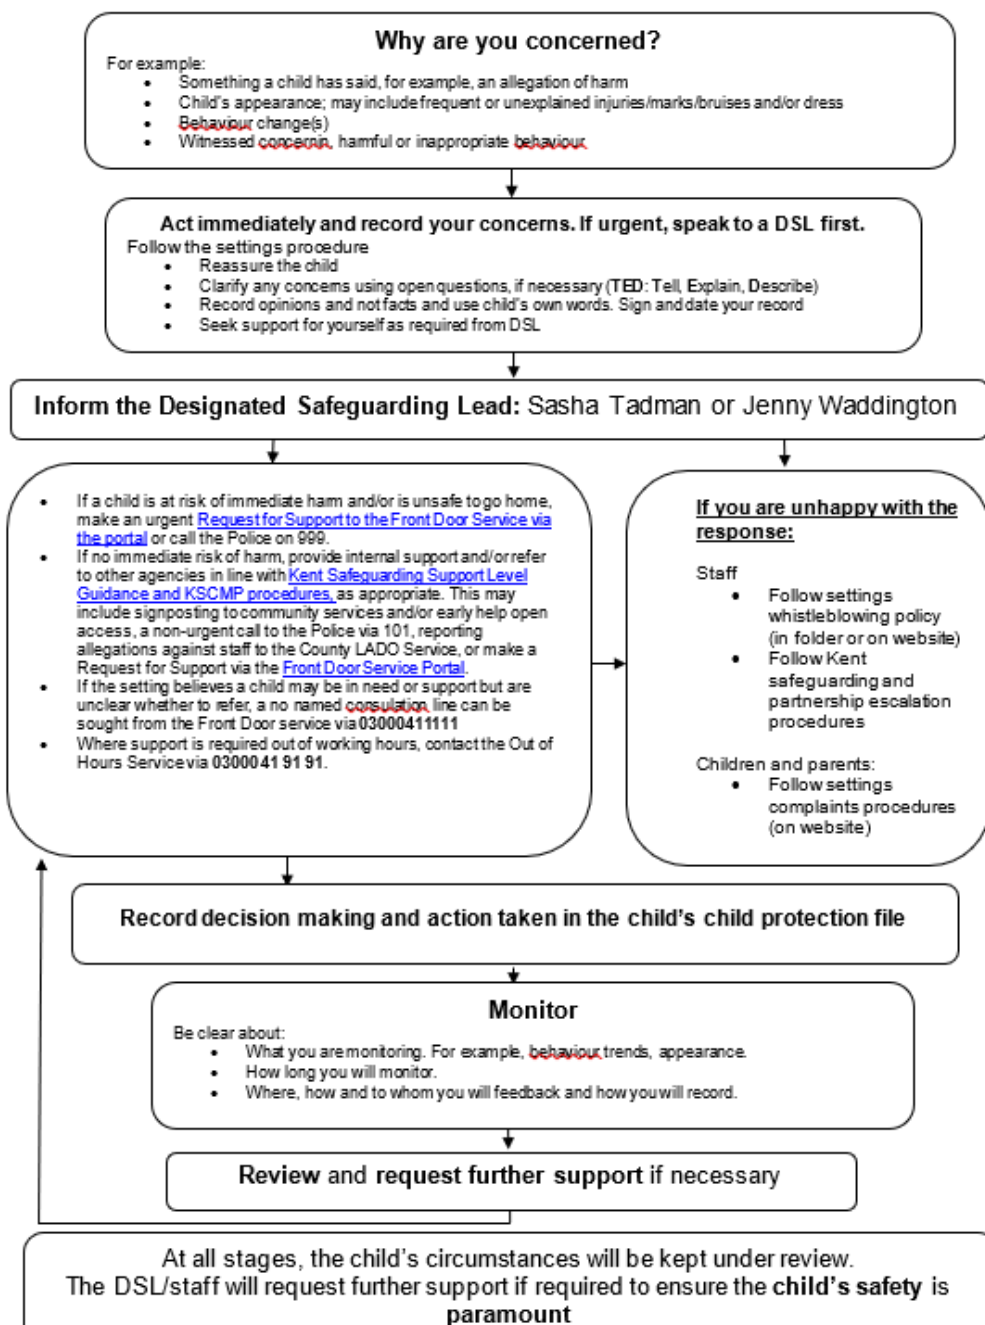 Why are you concerned?
For example:
• Something a child has said, for example, an allegation of harm
• Child's appearance; may include frequent or unexplained injuries/marks/bruises and/or dress
• Behaviour change(s)
• Witnessed concernin, harmful or inappropriate behaviour
Act immediately and record your concerns. If urgent, speak to a DSL first.
Follow the settings procedure
• Reassure the child
• Clarify any concerns using open questions, if necessary (TED: Tell, Explain, Describe)
• Record opinions and not facts and use child's own words. Sign and date your record
• Seek support for yourself as required from DSL
Inform the Designated Safeguarding Lead: Sasha Tadman or Jenny Waddington
• If a child is at risk of immediate harm and/or is unsafe to go home,
make an urgent Request for Support to the Front Door Service via
the portal or call the Police on 999.
• If no immediate risk of harm, provide internal support and/or refer
to other agencies in line with Kent Safeguarding Support Level
Guidance and KSCMP procedures, as appropriate. This may
include signposting to community services and/or early help open
access, a non-urgent call to the Police via 101, reporting
allegations against staff to the County LADO Service, or make a
Request for Support via the Front Door Service Portal.
• If the setting believes a child may be in need or support but are
unclear whether to refer, a no named consulation line can be
sought from the Front Door service via 03000411111
• Where support is required out of working hours, contact the Out of
Hours Service via 03000 41 91 91.
If you are unhappy with the
response:
Staff
• Follow settings
whistleblowing policy
(in folder or on website)
• Follow Kent
safeguarding and
partnership escalation
procedures
Children and parents:
• Follow settings
complaints procedures
(on website)
Record decision making and action taken in the child's child protection file
Monitor
Be clear about:
• What you are monitoring. For example, behaviour trends, appearance.
• How long you will monitor.
• Where, how and to whom you will feedback and how you will record.
Review and request further support if necessary
At all stages, the child's circumstances will be kept under review.
The DSL/staff will request further support if required to ensure the child's safety is
paramount